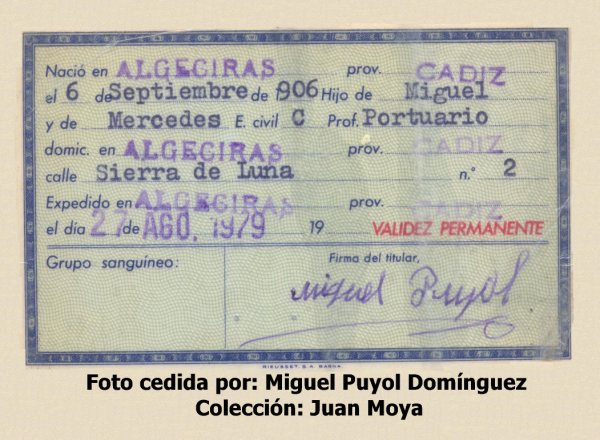 Nació en ALGECIRAS prov. CADIZ
el 6 de Septiembre de 1906 Hijo de Miguel
y de Mercedes E. civil C Prof. Portuario
domic. en ALGECIRAS prov. CADIZ
calle Sierra de Luna n.º 2
Expedido en ALGECIRAS prov. CADIZ
el día 27 de AGO. 1979 19 VALIDEZ PERMANENTE
Grupo sanguíneo: Firma del titular,
Miguel Puyol
RIEUSSET, S.A. BARNA.
Foto cedida por: Miguel Puyol Domínguez
Colección: Juan Moya